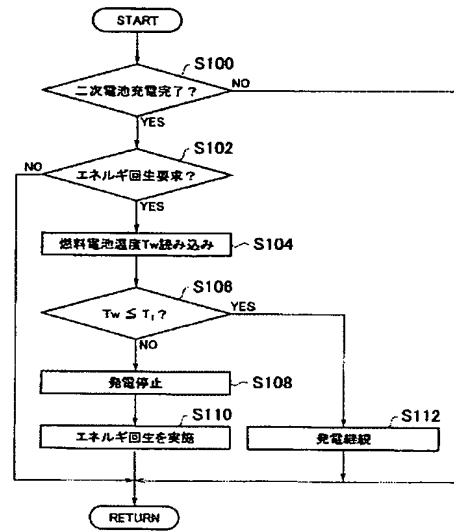 START
S100
二次電池充電完了？
NO
YES
S102
NO
エネルギ回生要求？
YES
燃料電池温度Tw読み込み
S104
S106
Tw ≦ T₁？
YES
NO
発電停止
S108
S110
S112
エネルギ回生を実施
発電継続
RETURN